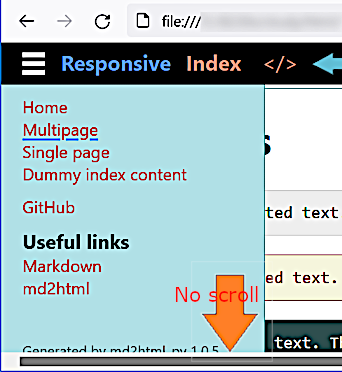 file:///
Responsive Index </>
Home
Multipage
Single page
Dummy index content
GitHub
Useful links
Markdown
md2html
No scroll
Generated by md2html_py 1.0.5
s
ted text
ed text.
text. Th